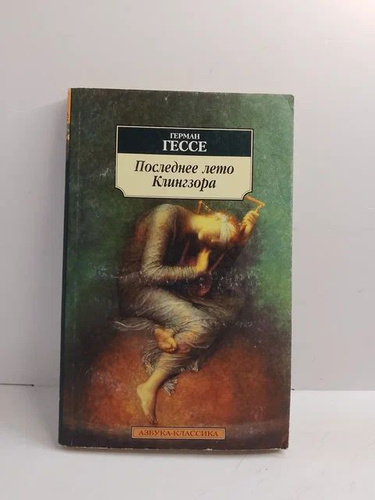 ГЕРМАН
ГЕССЕ
Последнее лето
Клингзора
АЗБУКА-КЛАССИКА